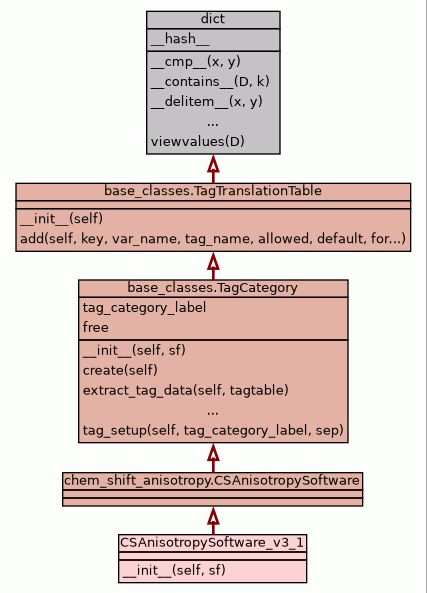 dict
__hash__
__cmp__(x, y)
__contains__(D, k)
__delitem__(x, y)
...
viewvalues(D)
base_classes.TagTranslationTable
__init__(self)
add(self, key, var_name, tag_name, allowed, default, for...)
base_classes.TagCategory
tag_category_label
free
__init__(self, sf)
create(self)
extract_tag_data(self, tagtable)
...
tag_setup(self, tag_category_label, sep)
chem_shift_anisotropy.CSAnisotropySoftware
CSAnisotropySoftware_v3_1
__init__(self, sf)